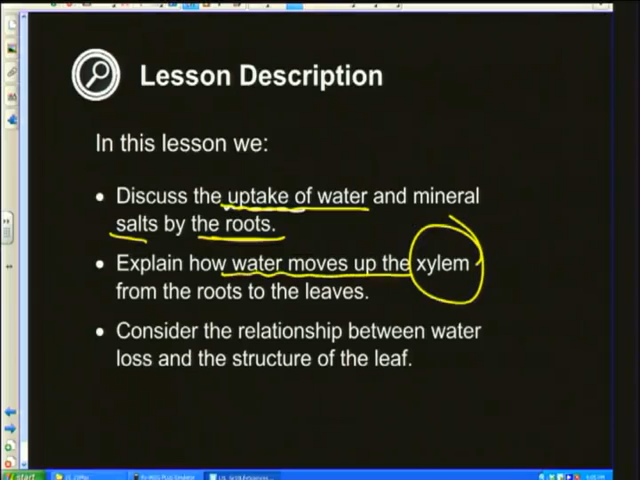 Lesson Description
In this lesson we:
• Discuss the uptake of water and mineral
salts by the roots.
• Explain how water moves up the xylem
from the roots to the leaves.
• Consider the relationship between water
loss and the structure of the leaf.
start